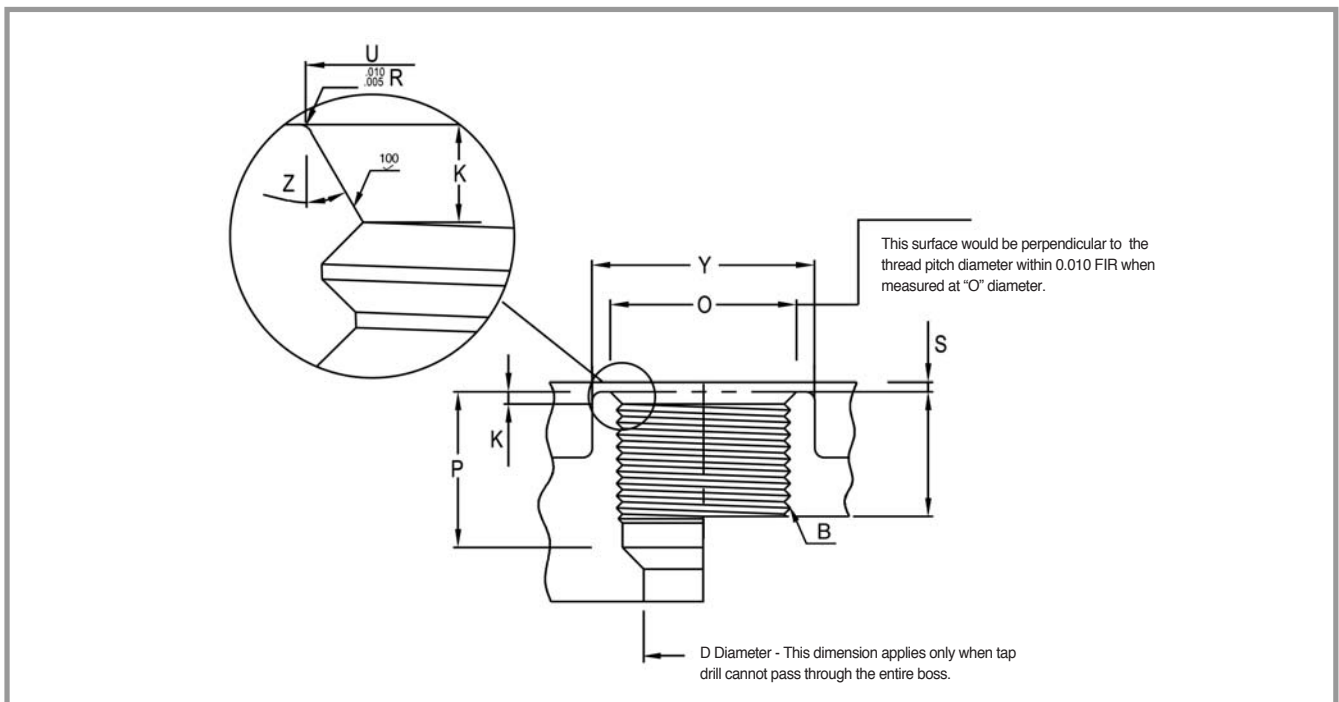 U
.010
.005 R
100
Z
K
This surface would be perpendicular to the
thread pitch diameter within 0.010 FIR when
measured at “O” diameter.
Y
O
S
K
P
B
D Diameter - This dimension applies only when tap
drill cannot pass through the entire boss.